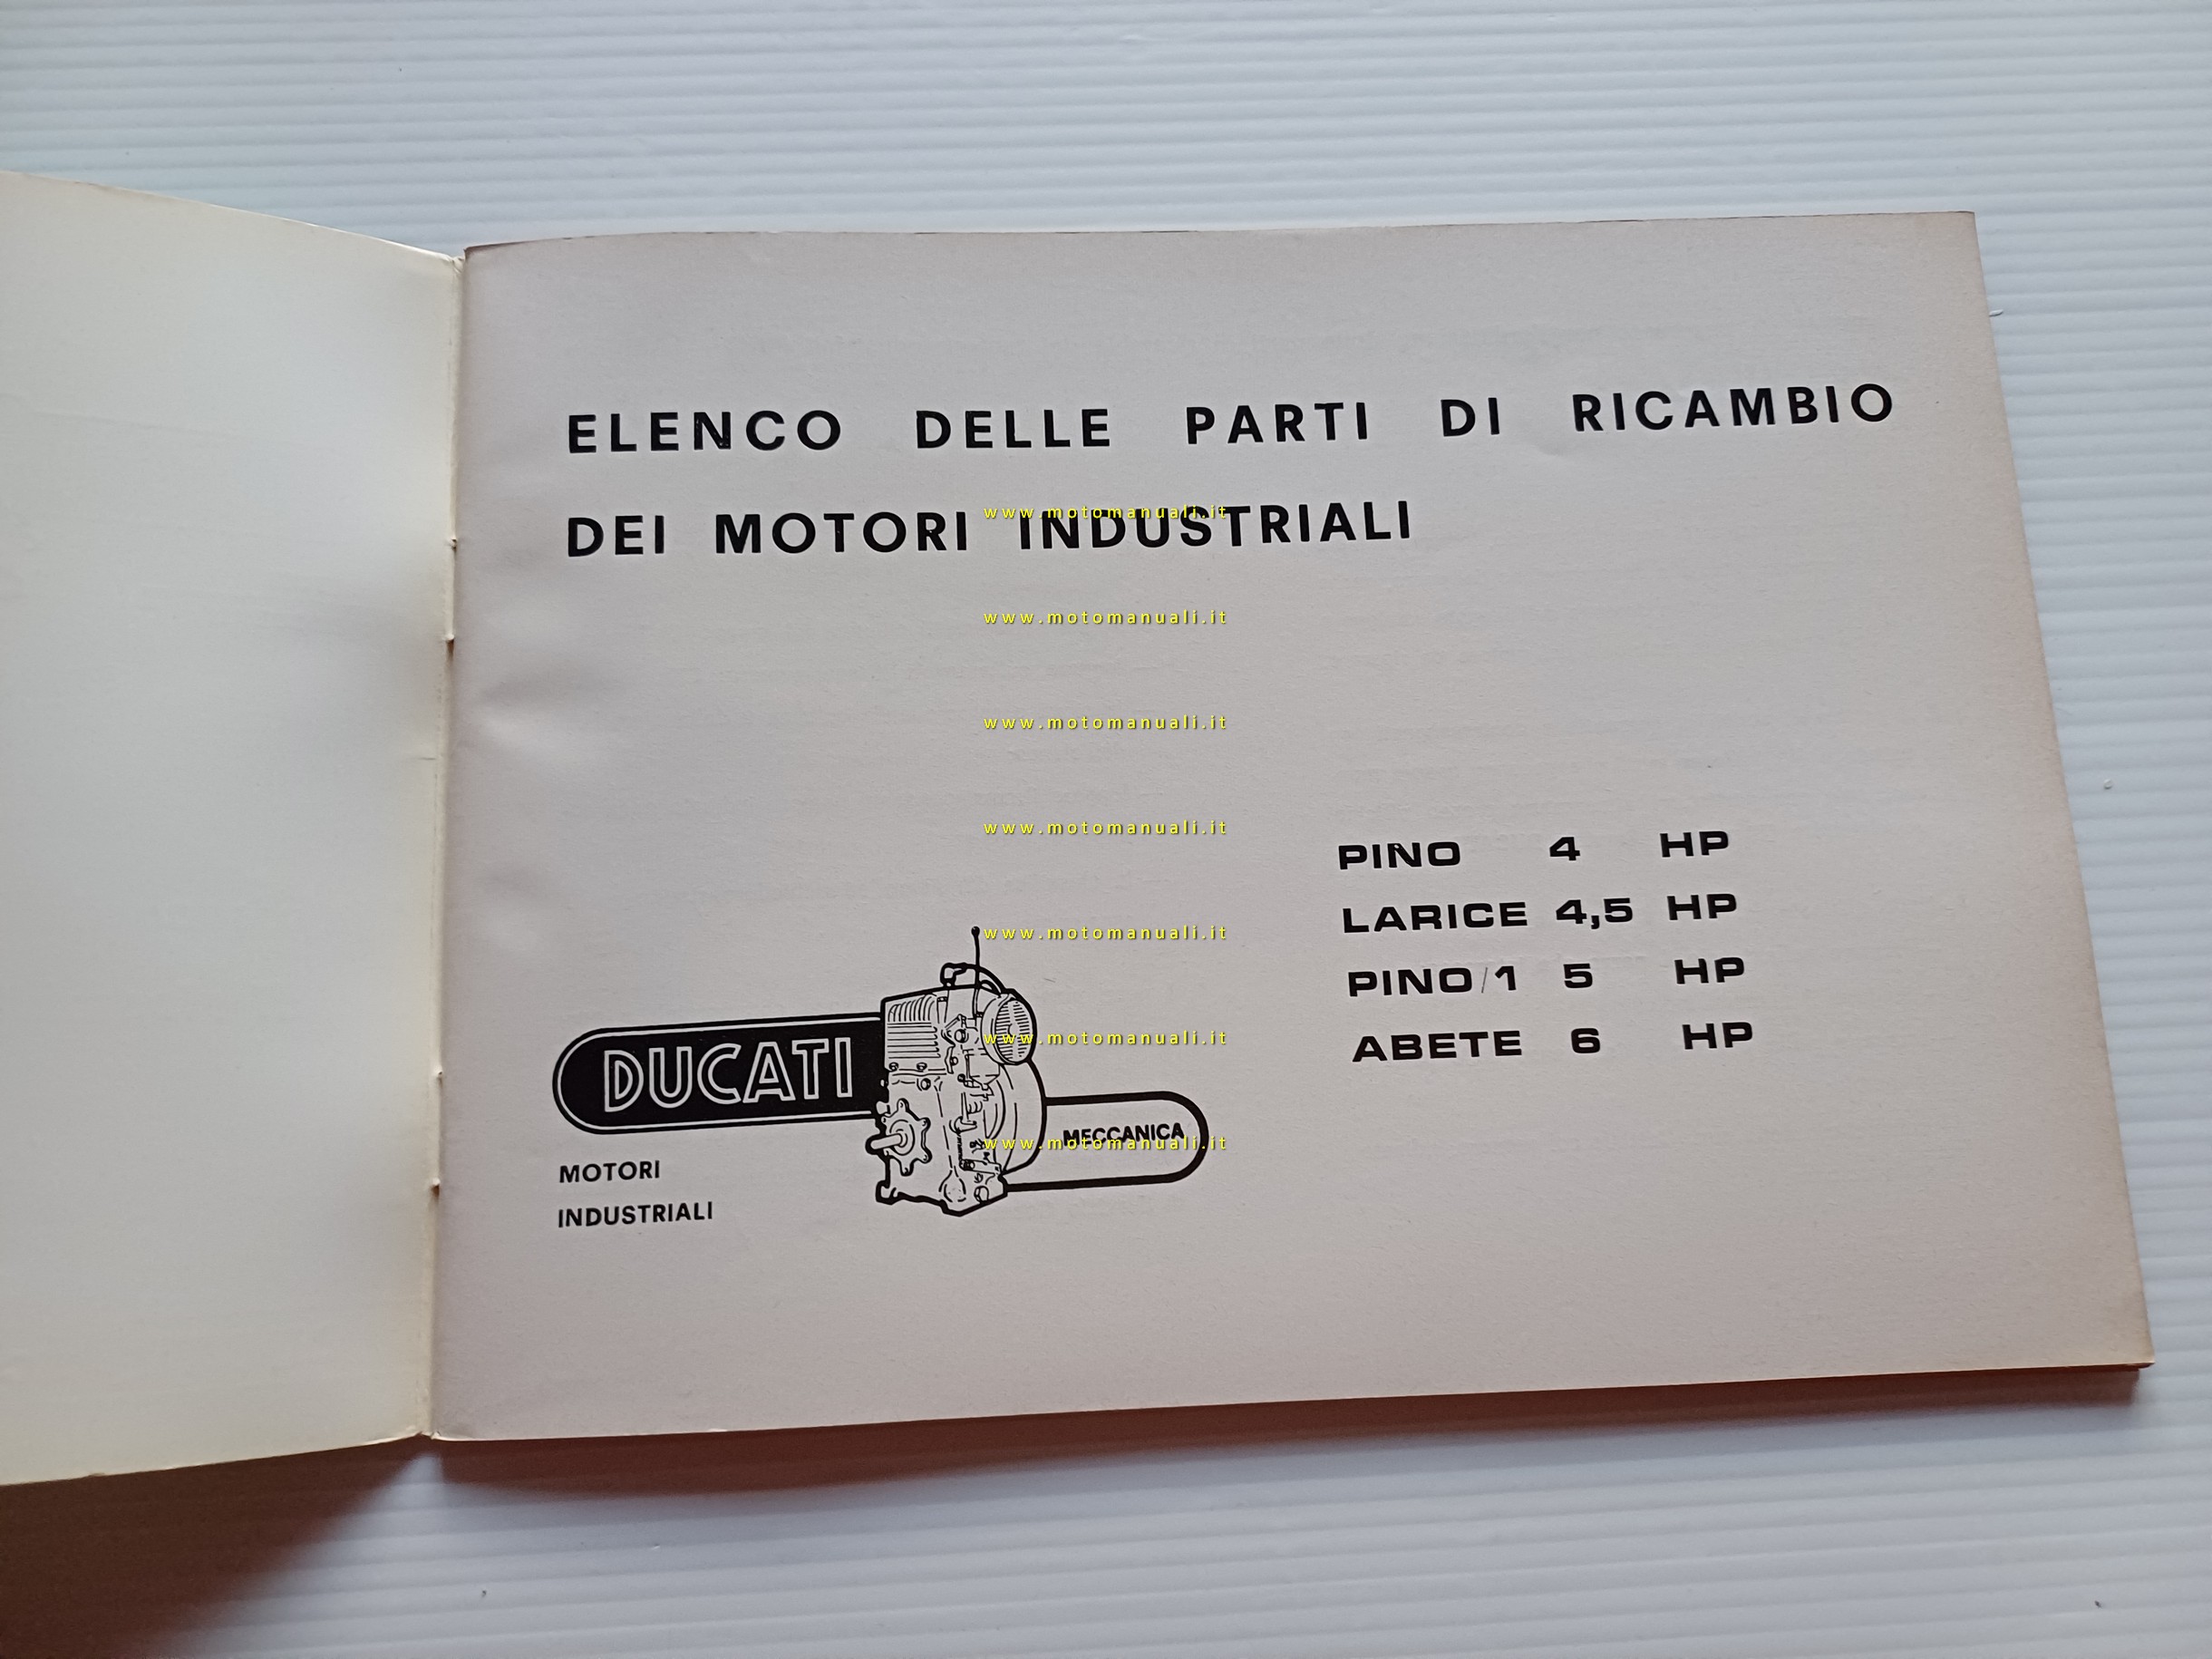 ELENCO DELLE PARTI DI RICAMBIO
DEI MOTORI INDUSTRIALI
www.motomanuali.it
www.motomanuali.it
www.motomanuali.it
www.motomanuali.it
www.motomanuali.it
www.motomanuali.it
www.motomanuali.it
PINO 4 HP
LARICE 4,5 HP
PINO/1 5 HP
ABETE 6 HP
DUCATI
MECCANICA
MOTORI
INDUSTRIALI